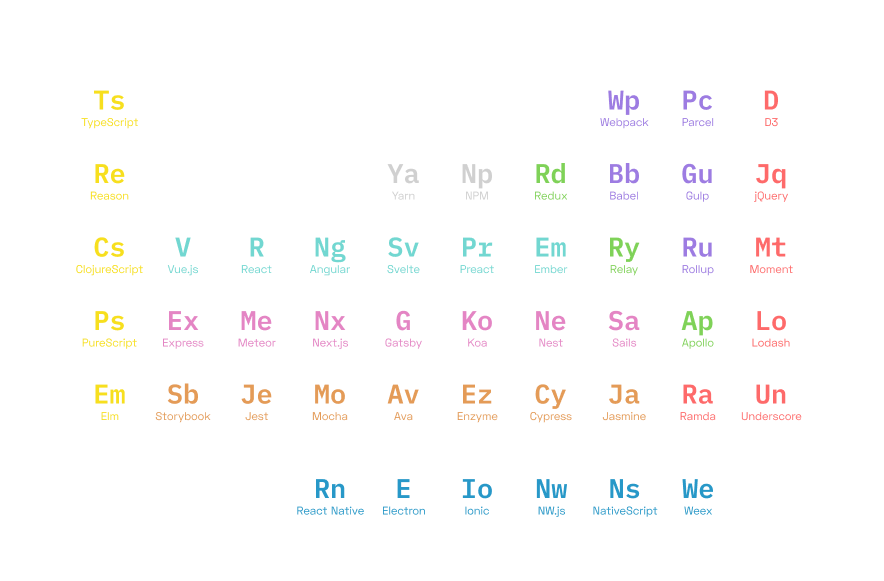 Ts Wp Pc D
TypeScript Webpack Parcel D3
Re Ya Np Rd Bb Gu Jq
Reason Yarn NPM Redux Babel Gulp jQuery
Cs V R Ng Sv Pr Em Ry Ru Mt
ClojureScript Vue.js React Angular Svelte Preact Ember Relay Rollup Moment
Ps Ex Me Nx G Ko Ne Sa Ap Lo
PureScript Express Meteor Next.js Gatsby Koa Nest Sails Apollo Lodash
Em Sb Je Mo Av Ez Cy Ja Ra Un
Elm Storybook Jest Mocha Ava Enzyme Cypress Jasmine Ramda Underscore
Rn E Io Nw Ns We
React Native Electron Ionic NW.js NativeScript Weex